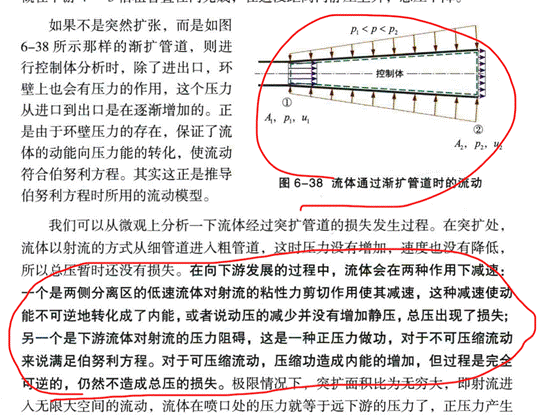 如果不是突然扩张，而是如图
6-38 所示那样的渐扩管道，则进
行控制体分析时，除了进出口，环
壁上也会有压力的作用，这个压力
从进口到出口是在逐渐增加的。正
是由于环壁压力的存在，保证了流
体的动能向压力能的转化，使流动
符合伯努利方程。其实这正是推导
伯努利方程时所用的流动模型。
p₁ < p < p₂
控制体
①
A₁, p₁, u₁
②
A₂, p₂, u₂
图 6-38 流体通过渐扩管道时的流动
我们可以从微观上分析一下流体经过突扩管道的损失发生过程。在突扩处，
流体以射流的方式从细管道进入粗管道，这时压力没有增加，速度也没有降低，
所以总压暂时还没有损失。在向下游发展的过程中，流体会在两种作用下减速：
一个是两侧分离区的低速流体对射流的粘性力剪切作用使其减速，这种减速使动
能不可逆地转化成了内能，或者说动压的减少并没有增加静压，总压出现了损失；
另一个是下游流体对射流的压力阻碍，这是一种正压力做功，对于不可压缩流动
来说满足伯努利方程。对于可压缩流动，压缩功造成内能的增加，但过程是完全
可逆的，仍然不造成总压的损失。极限情况下，突扩面积比为无穷大，即射流进
入无限大空间的流动，流体在喷口处的压力就等于远下游的压力了，正压力产生